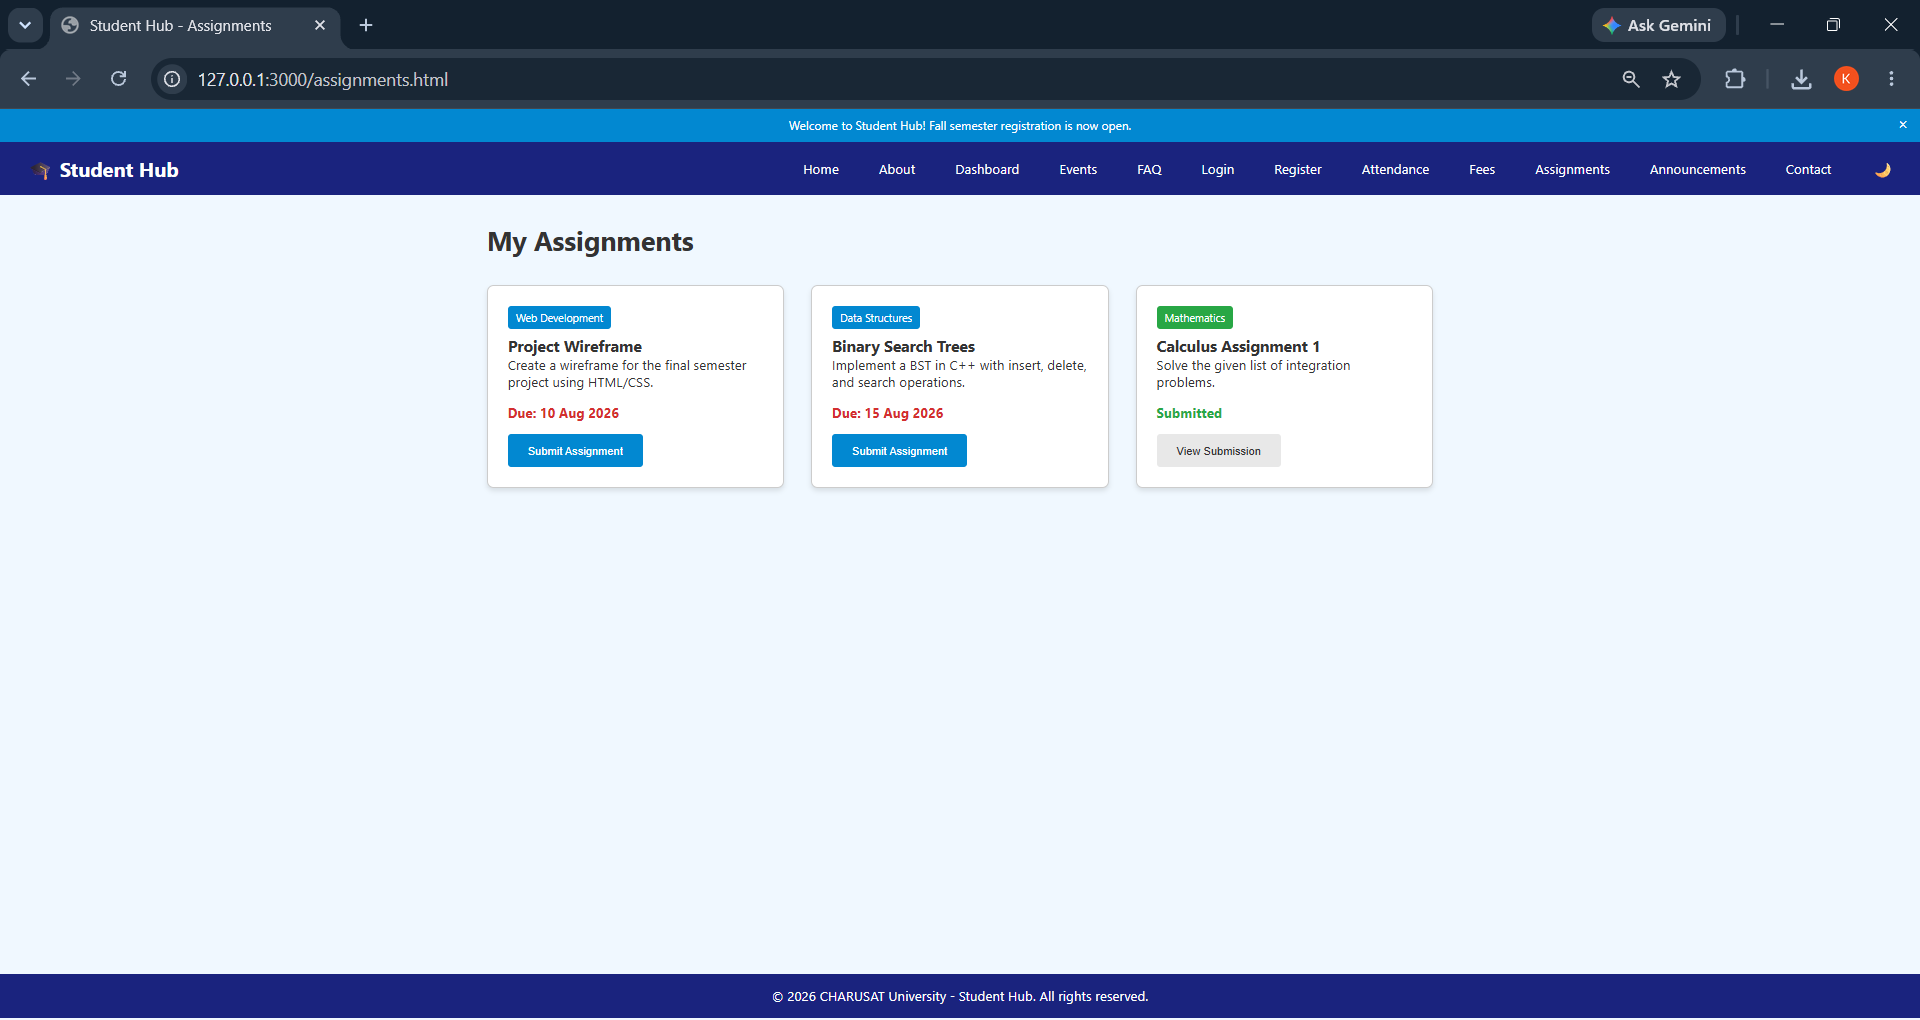 Student Hub - Assignments
Ask Gemini
127.0.0.1:3000/assignments.html
K
Welcome to Student Hub! Fall semester registration is now open.
×
Student Hub
Home
About
Dashboard
Events
FAQ
Login
Register
Attendance
Fees
Assignments
Announcements
Contact
My Assignments
Web Development
Project Wireframe
Create a wireframe for the final semester
project using HTML/CSS.
Due: 10 Aug 2026
Submit Assignment
Data Structures
Binary Search Trees
Implement a BST in C++ with insert, delete,
and search operations.
Due: 15 Aug 2026
Submit Assignment
Mathematics
Calculus Assignment 1
Solve the given list of integration
problems.
Submitted
View Submission
© 2026 CHARUSAT University - Student Hub. All rights reserved.